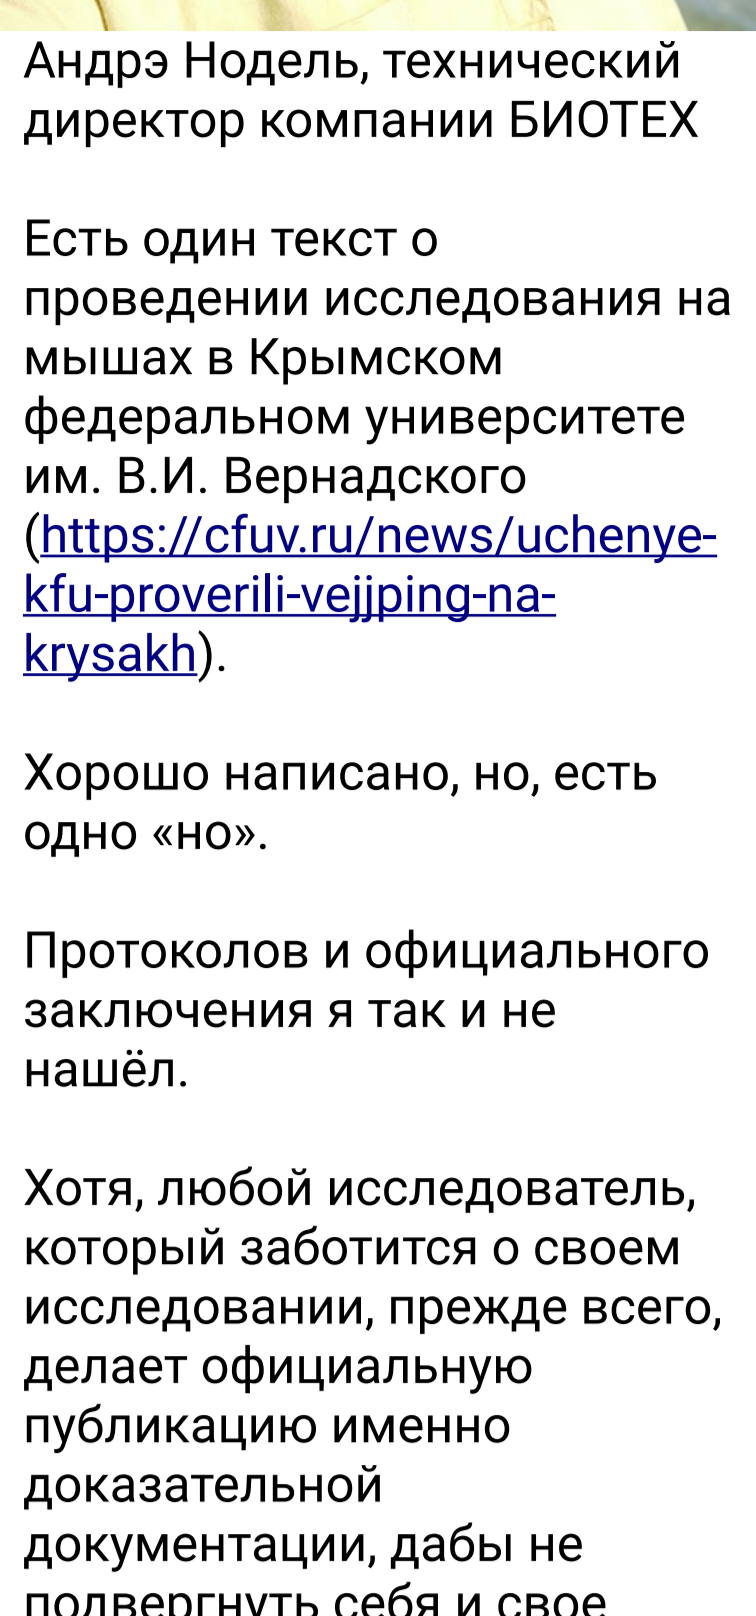 Андрэ Нодель, технический
директор компании БИОТЕХ
Есть один текст о
проведении исследования на
мышах в Крымском
федеральном университете
им. В.И. Вернадского
(https://cfuv.ru/news/uchenye-
kfu-proverili-vejjping-na-
krysakh).
Хорошо написано, но, есть
одно «но».
Протоколов и официального
заключения я так и не
нашёл.
Хотя, любой исследователь,
который заботится о своем
исследовании, прежде всего,
делает официальную
публикацию именно
доказательной
документации, дабы не
подвергнуть себя и свое